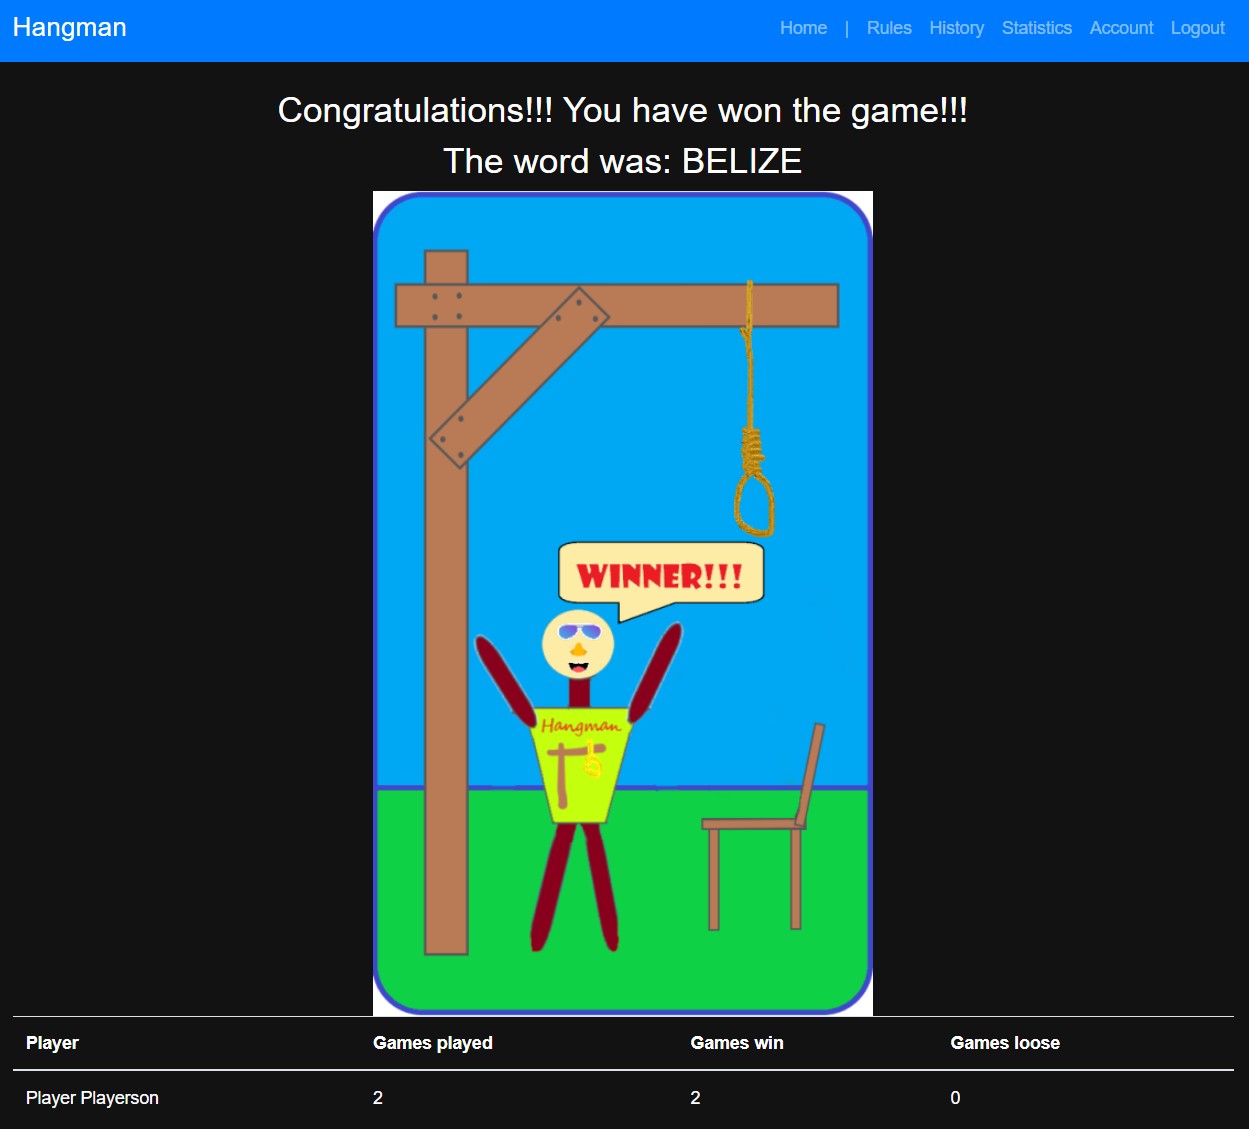 Hangman
Home | Rules History Statistics Account Logout
Congratulations!!! You have won the game!!!
The word was: BELIZE
WINNER!!!
Hangman
Player Games played Games win Games loose
Player Playerson 2 2 0